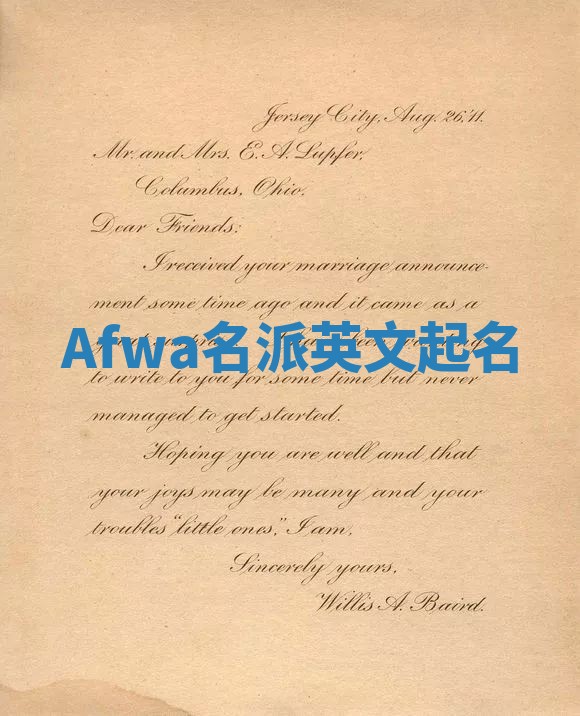 Jersey City, Aug. 26, '11.
Mr. and Mrs. E. A. Lupfer,
Columbus, Ohio.
Dear Friends:
I received your marriage announce-
ment some time ago and it came as a
Afwa名派英文起名
to write to you for some time but never
managed to get started.
Hoping you are well and that
your joys may be many and your
troubles "little ones," I am,
Sincerely yours,
Willis A. Baird.